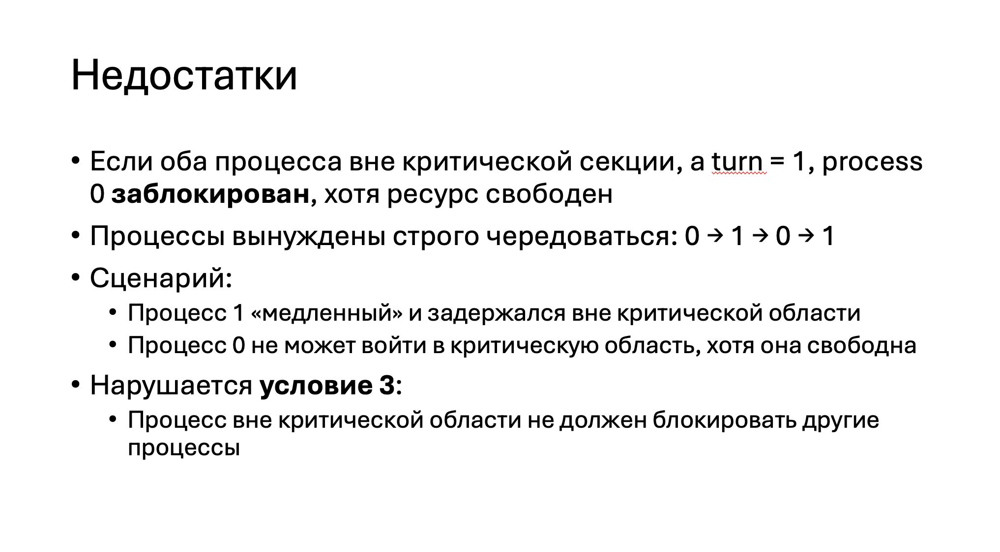 Недостатки
• Если оба процесса вне критической секции, а turn = 1, process
0 заблокирован, хотя ресурс свободен
• Процессы вынуждены строго чередоваться: 0 → 1 → 0 → 1
• Сценарий:
• Процесс 1 «медленный» и задержался вне критической области
• Процесс 0 не может войти в критическую область, хотя она свободна
• Нарушается условие 3:
• Процесс вне критической области не должен блокировать другие
процессы